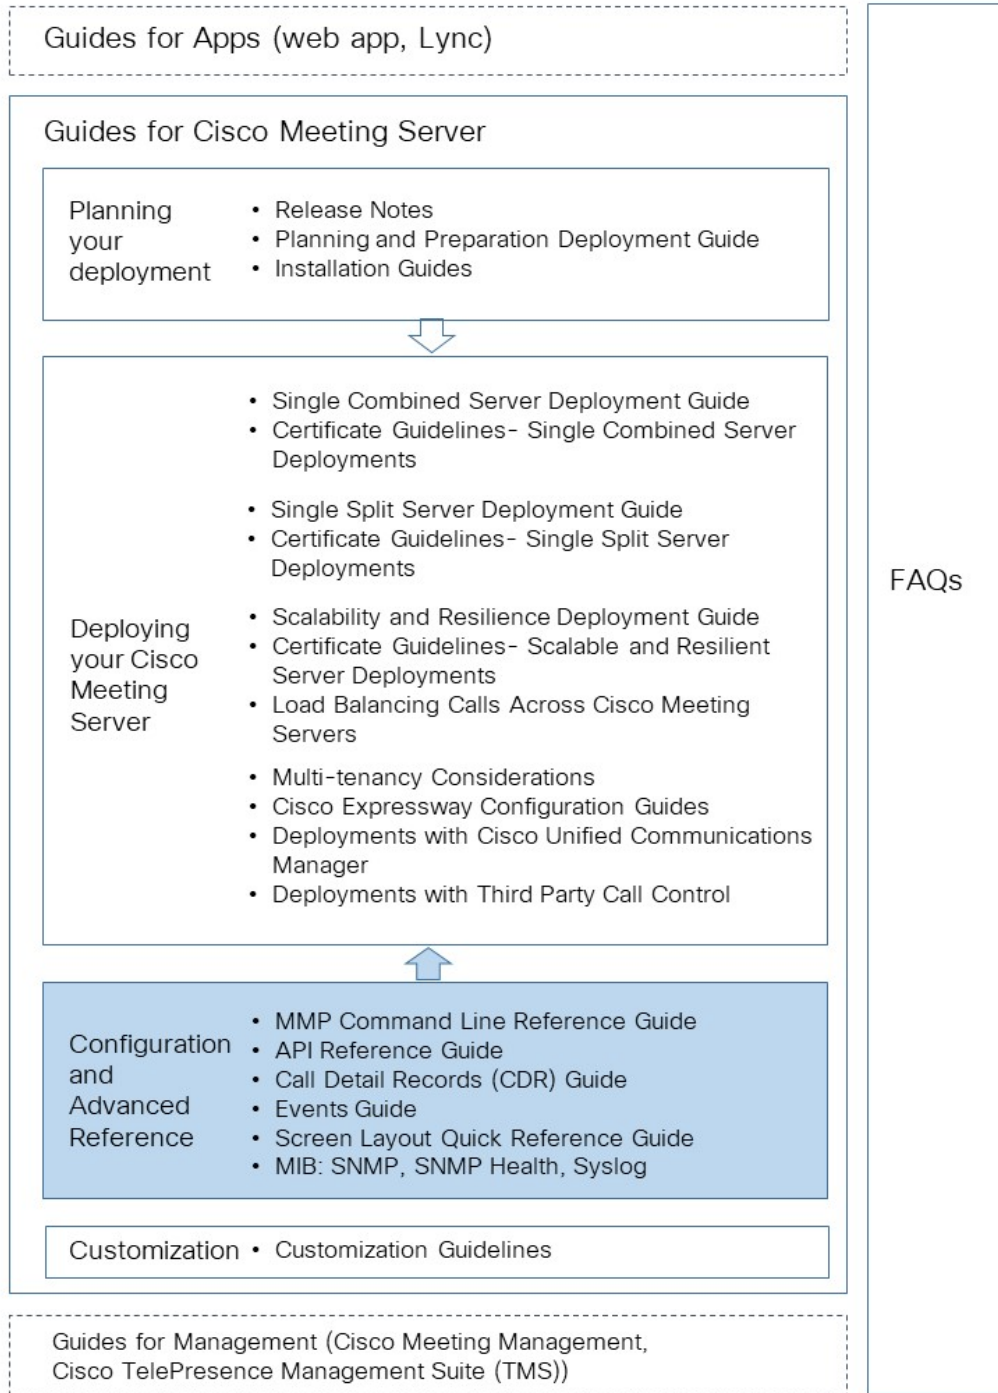 Guides for Apps (web app, Lync)
Guides for Cisco Meeting Server
Planning
your
deployment
• Release Notes
• Planning and Preparation Deployment Guide
• Installation Guides
Deploying
your Cisco
Meeting
Server
• Single Combined Server Deployment Guide
• Certificate Guidelines- Single Combined Server
Deployments
• Single Split Server Deployment Guide
• Certificate Guidelines- Single Split Server
Deployments
• Scalability and Resilience Deployment Guide
• Certificate Guidelines- Scalable and Resilient
Server Deployments
• Load Balancing Calls Across Cisco Meeting
Servers
• Multi-tenancy Considerations
• Cisco Expressway Configuration Guides
• Deployments with Cisco Unified Communications
Manager
• Deployments with Third Party Call Control
Configuration
and
Advanced
Reference
• MMP Command Line Reference Guide
• API Reference Guide
• Call Detail Records (CDR) Guide
• Events Guide
• Screen Layout Quick Reference Guide
• MIB: SNMP, SNMP Health, Syslog
Customization • Customization Guidelines
Guides for Management (Cisco Meeting Management,
Cisco TelePresence Management Suite (TMS))
FAQs